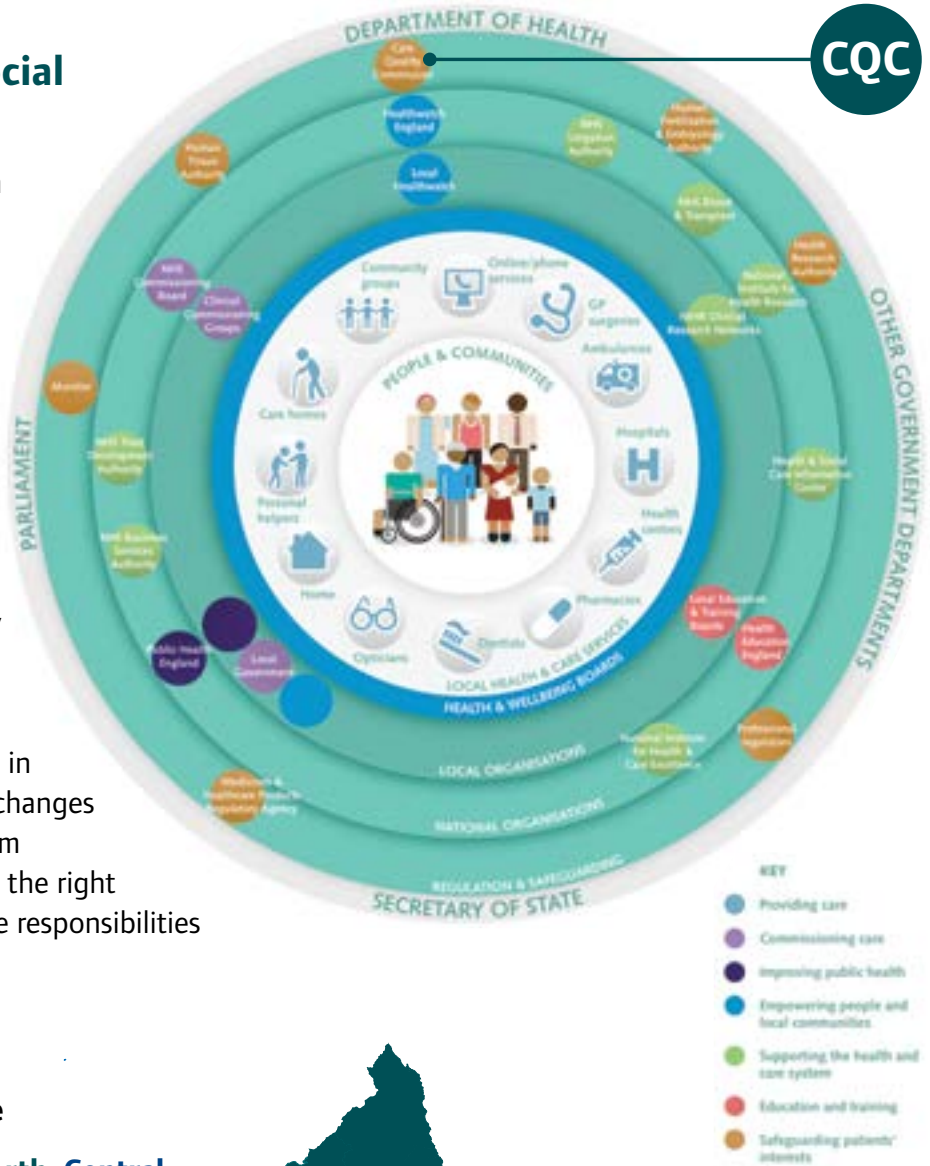 cial
DEPARTMENT OF HEALTH
CQC
Care
Quality
Commission
Healthwatch
England
Local
Healthwatch
NHS
Litigation
Authority
Human
Fertilisation
& Embryology
Authority
Human
Tissue
Authority
NHS Blood
& Transplant
Health
Research
Authority
National
Institute for
Health Research
NIHR Clinical
Research Networks
NHS
Commissioning
Board
Clinical
Commissioning
Groups
Community
groups
Online/phone
services
GP
surgeries
Ambulances
PEOPLE & COMMUNITIES
Care homes
Hospitals
Personal
helpers
Health
centres
Home
Pharmacies
Opticians
Dentists
LOCAL HEALTH & CARE SERVICES
HEALTH & WELLBEING BOARDS
Monitor
PARLIAMENT
OTHER GOVERNMENT DEPARTMENTS
NHS Trust
Development
Authority
Health & Social
Care Information
Centre
NHS Business
Services
Authority
Local Education
& Training
Boards
Health
Education
England
Public Health
England
Local
Government
National Institute
for Health &
Care Excellence
Professional
regulators
Medicines &
Healthcare Products
Regulatory Agency
LOCAL ORGANISATIONS
NATIONAL ORGANISATIONS
REGULATION & SAFEGUARDING
SECRETARY OF STATE
in
changes
m
the right
e responsibilities
KEY
Providing care
Commissioning care
Improving public health
Empowering people and
local communities
Supporting the health and
care system
Education and training
Safeguarding patients'
interests
e
rth, Central